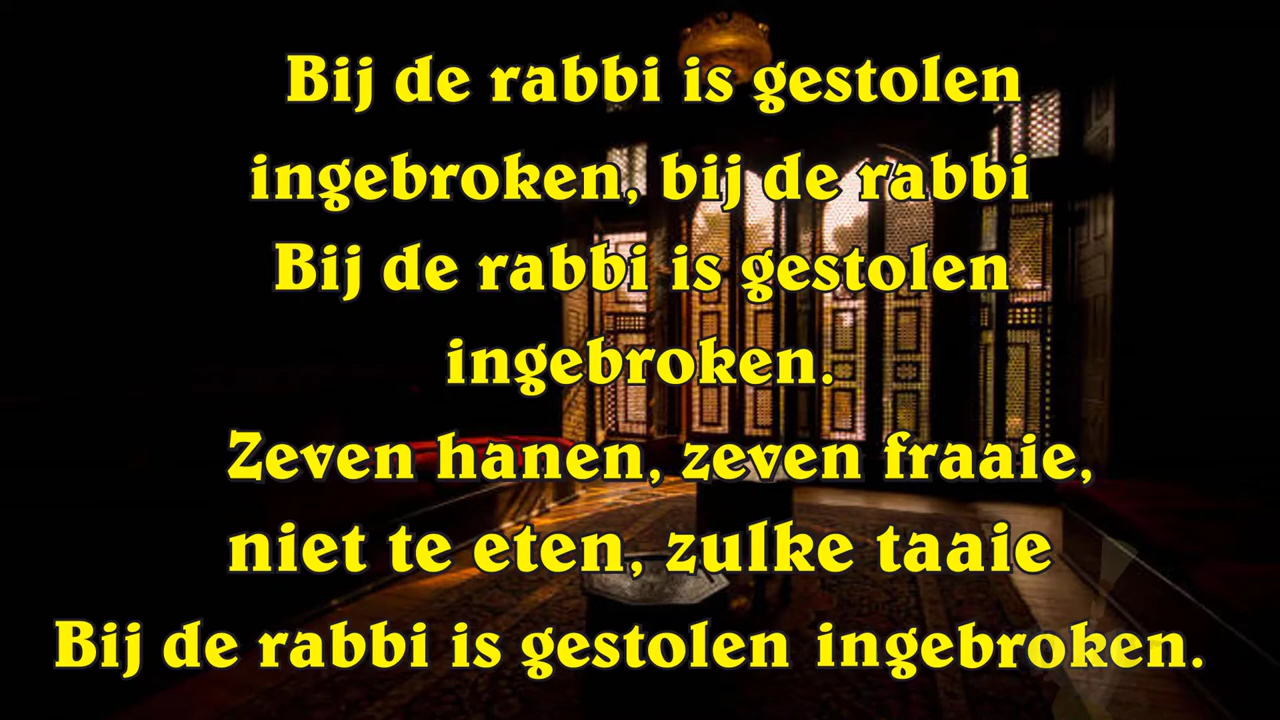 Bij de rabbi is gestolen
ingebroken, bij de rabbi
Bij de rabbi is gestolen
ingebroken.
Zeven hanen, zeven fraaie,
niet te eten, zulke taaie
Bij de rabbi is gestolen ingebroken.